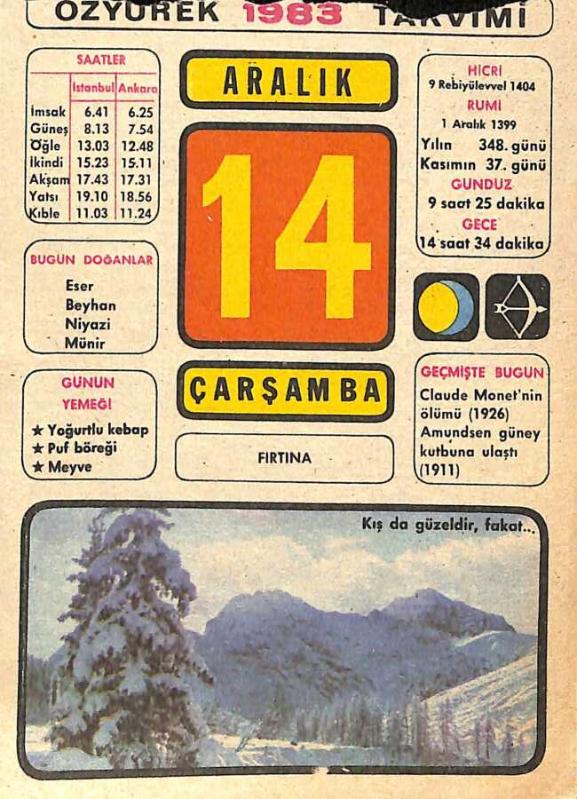 ÖZYÜREK 1983 TAKVİMİ
SAATLER
İstanbul Ankara
İmsak 6.41 6.25
Güneş 8.13 7.54
Öğle 13.03 12.48
İkindi 15.23 15.11
Akşam 17.43 17.31
Yatsı 19.10 18.56
Kıble 11.03 11.24
BUGÜN DOĞANLAR
Eser
Beyhan
Niyazi
Münir
GÜNÜN
YEMEĞİ
★ Yoğurtlu kebap
★ Puf böreği
★ Meyve
ARALIK
14
ÇARŞAMBA
FIRTINA
HİCRİ
9 Rebiyülevvel 1404
RUMİ
1 Aralık 1399
Yılın 348. günü
Kasımın 37. günü
GÜNDÜZ
9 saat 25 dakika
GECE
14 saat 34 dakika
GEÇMİŞTE BUGÜN
Claude Monet'nin
ölümü (1926)
Amundsen güney
kutbuna ulaştı
(1911)
Kış da güzeldir, fakat...